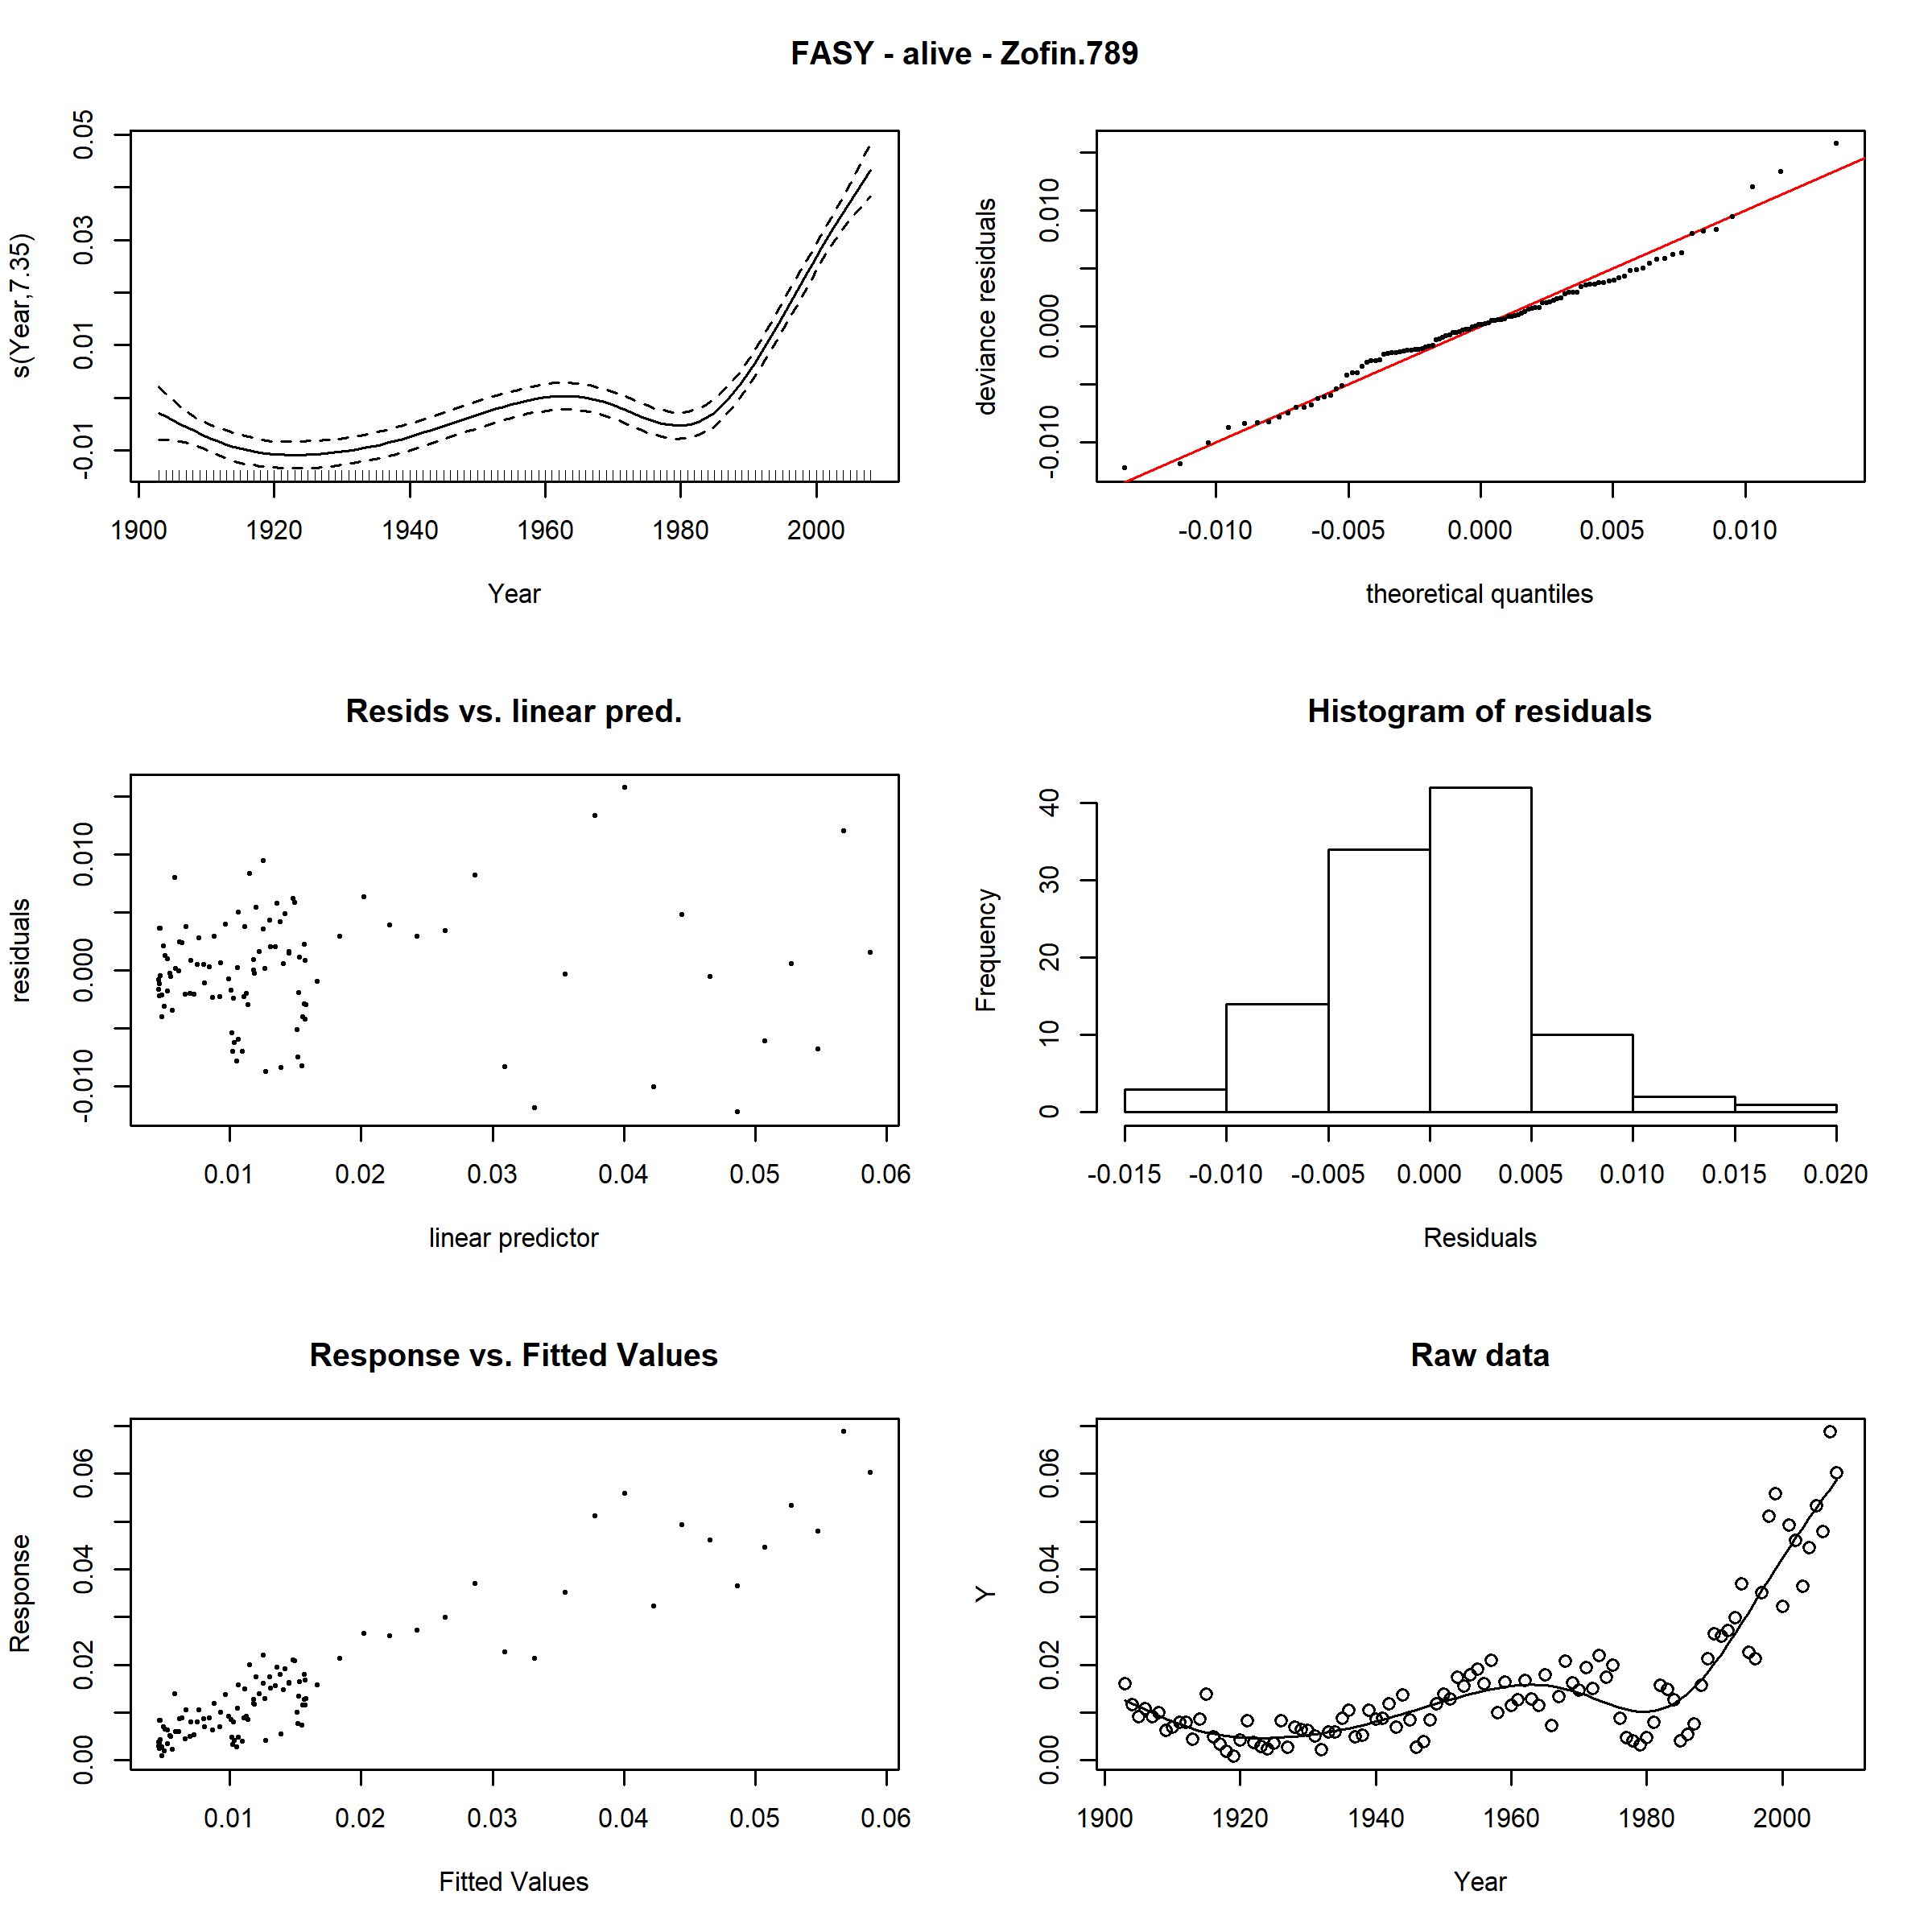 FASY - alive - Zofin.789
s(Year,7.35)
-0.01 0.01 0.03 0.05
1900 1920 1940 1960 1980 2000
Year
deviance residuals
-0.010 0.000 0.010
-0.010 -0.005 0.000 0.005 0.010
theoretical quantiles
Resids vs. linear pred.
residuals
-0.010 0.000 0.010
0.01 0.02 0.03 0.04 0.05 0.06
linear predictor
Histogram of residuals
Frequency
0 10 20 30 40
-0.015 -0.010 -0.005 0.000 0.005 0.010 0.015 0.020
Residuals
Response vs. Fitted Values
Response
0.00 0.02 0.04 0.06
0.01 0.02 0.03 0.04 0.05 0.06
Fitted Values
Raw data
Y
0.00 0.02 0.04 0.06
1900 1920 1940 1960 1980 2000
Year